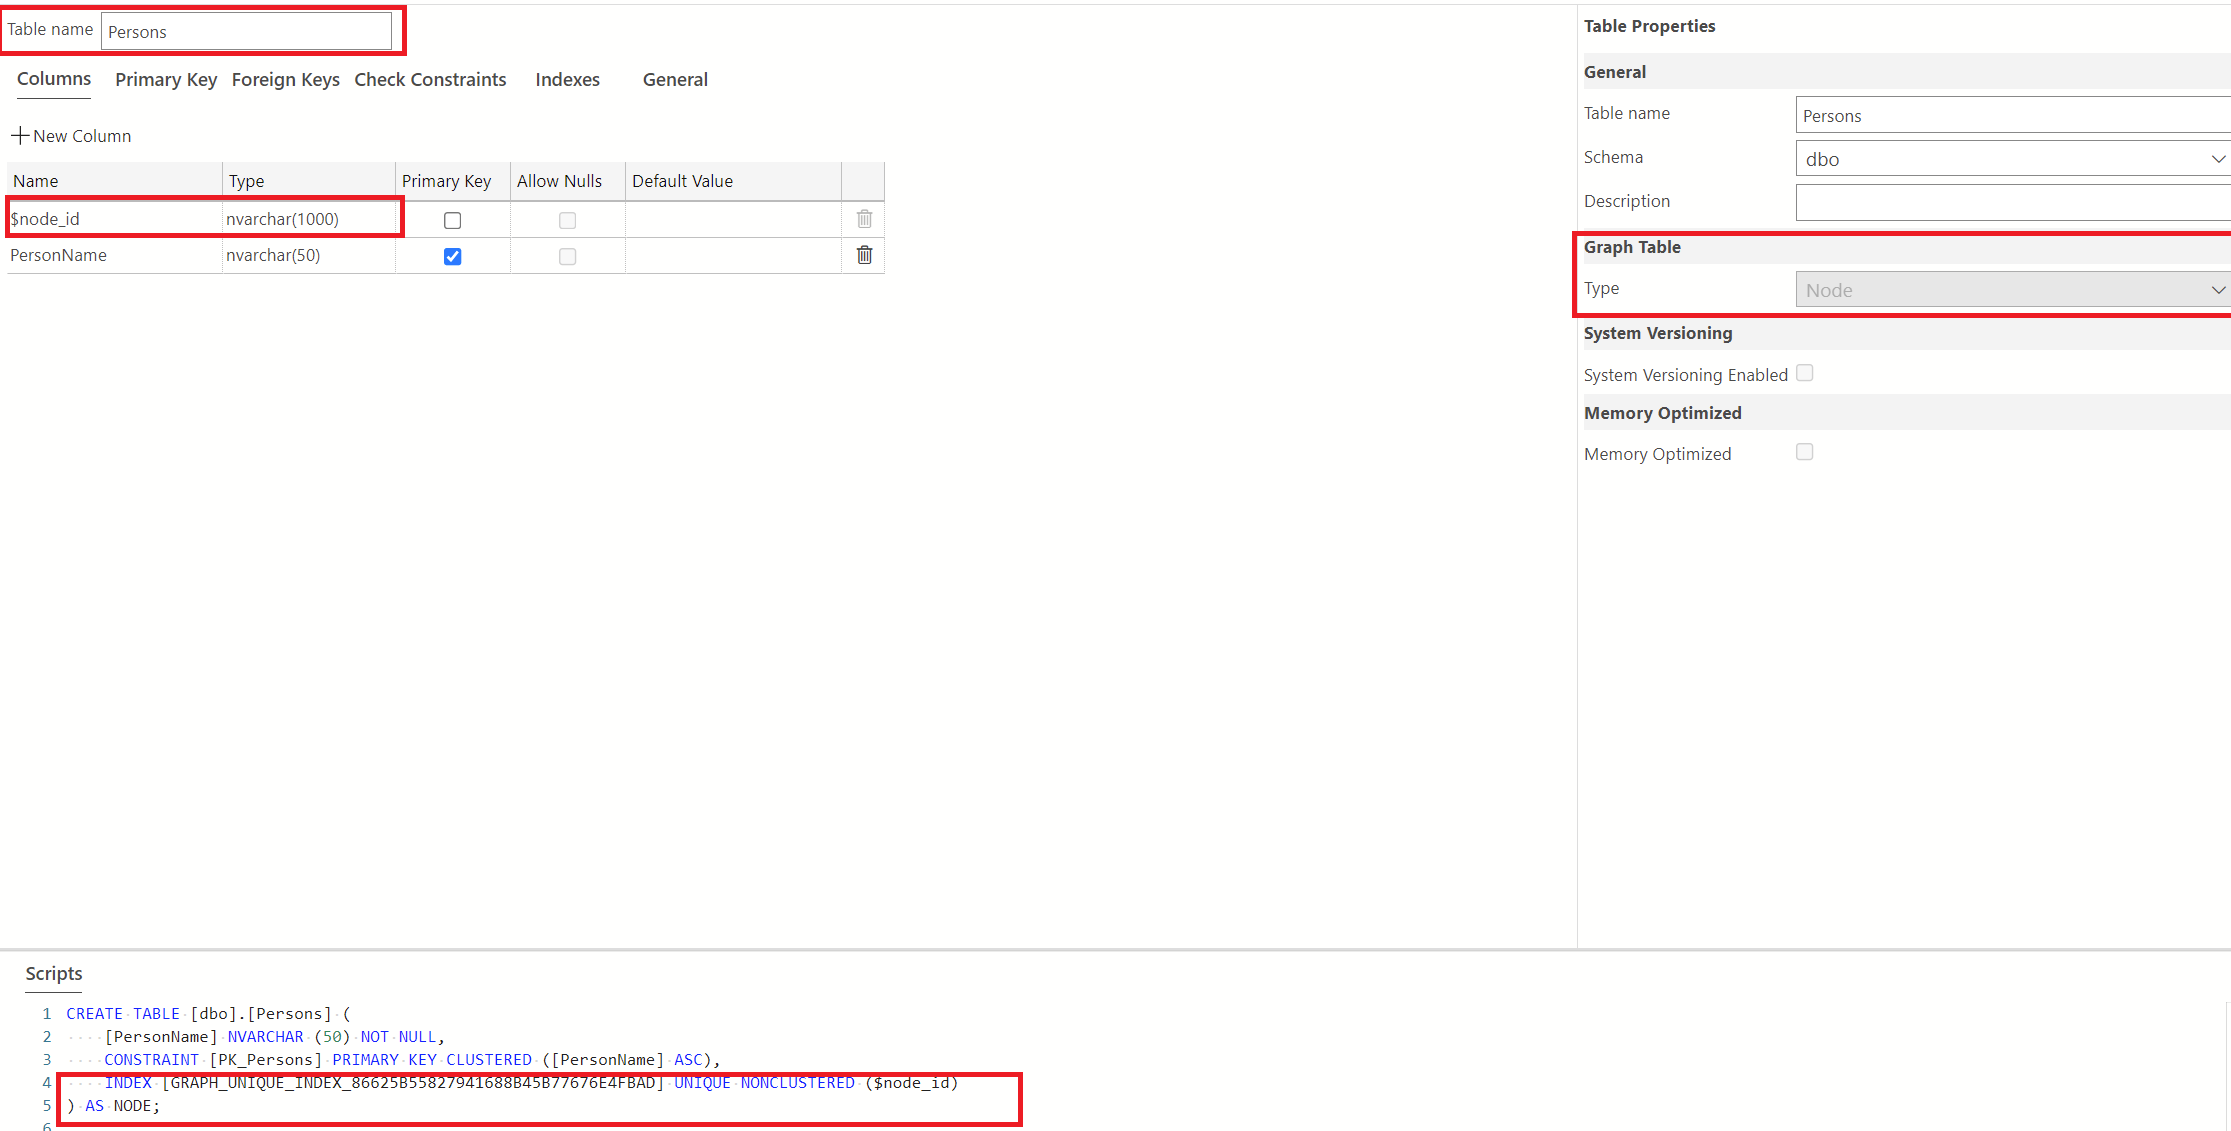 Table name Persons
Columns Primary Key Foreign Keys Check Constraints Indexes General
New Column
Name Type Primary Key Allow Nulls Default Value
$node_id nvarchar(1000)
PersonName nvarchar(50)
Table Properties
General
Table name Persons
Schema dbo
Description
Graph Table
Type Node
System Versioning
System Versioning Enabled
Memory Optimized
Memory Optimized
Scripts
1 CREATE TABLE [dbo].[Persons] (
2 [PersonName] NVARCHAR (50) NOT NULL,
3 CONSTRAINT [PK_Persons] PRIMARY KEY CLUSTERED ([PersonName] ASC),
4 INDEX [GRAPH_UNIQUE_INDEX_86625B55827941688B45B77676E4FBAD] UNIQUE NONCLUSTERED ($node_id)
5 ) AS NODE;
6